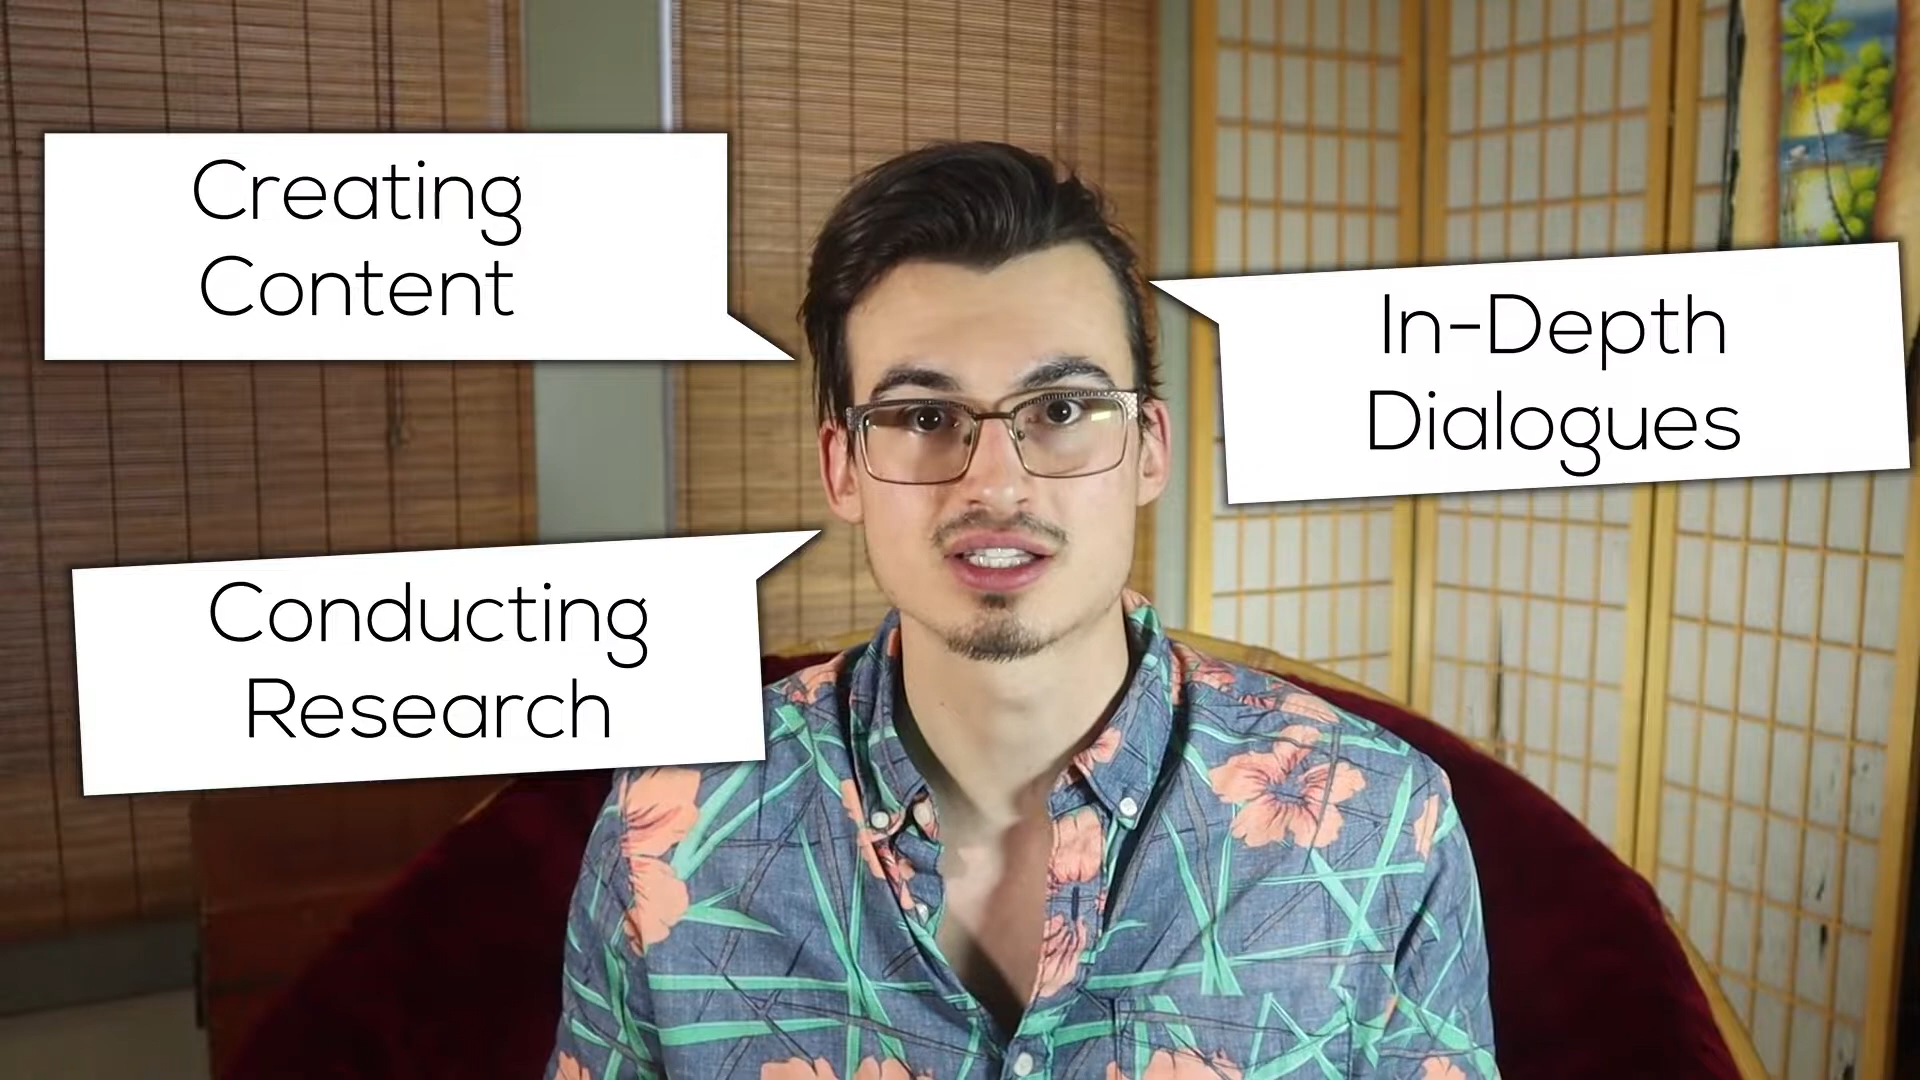 Creating
Content
In-Depth
Dialogues
Conducting
Research